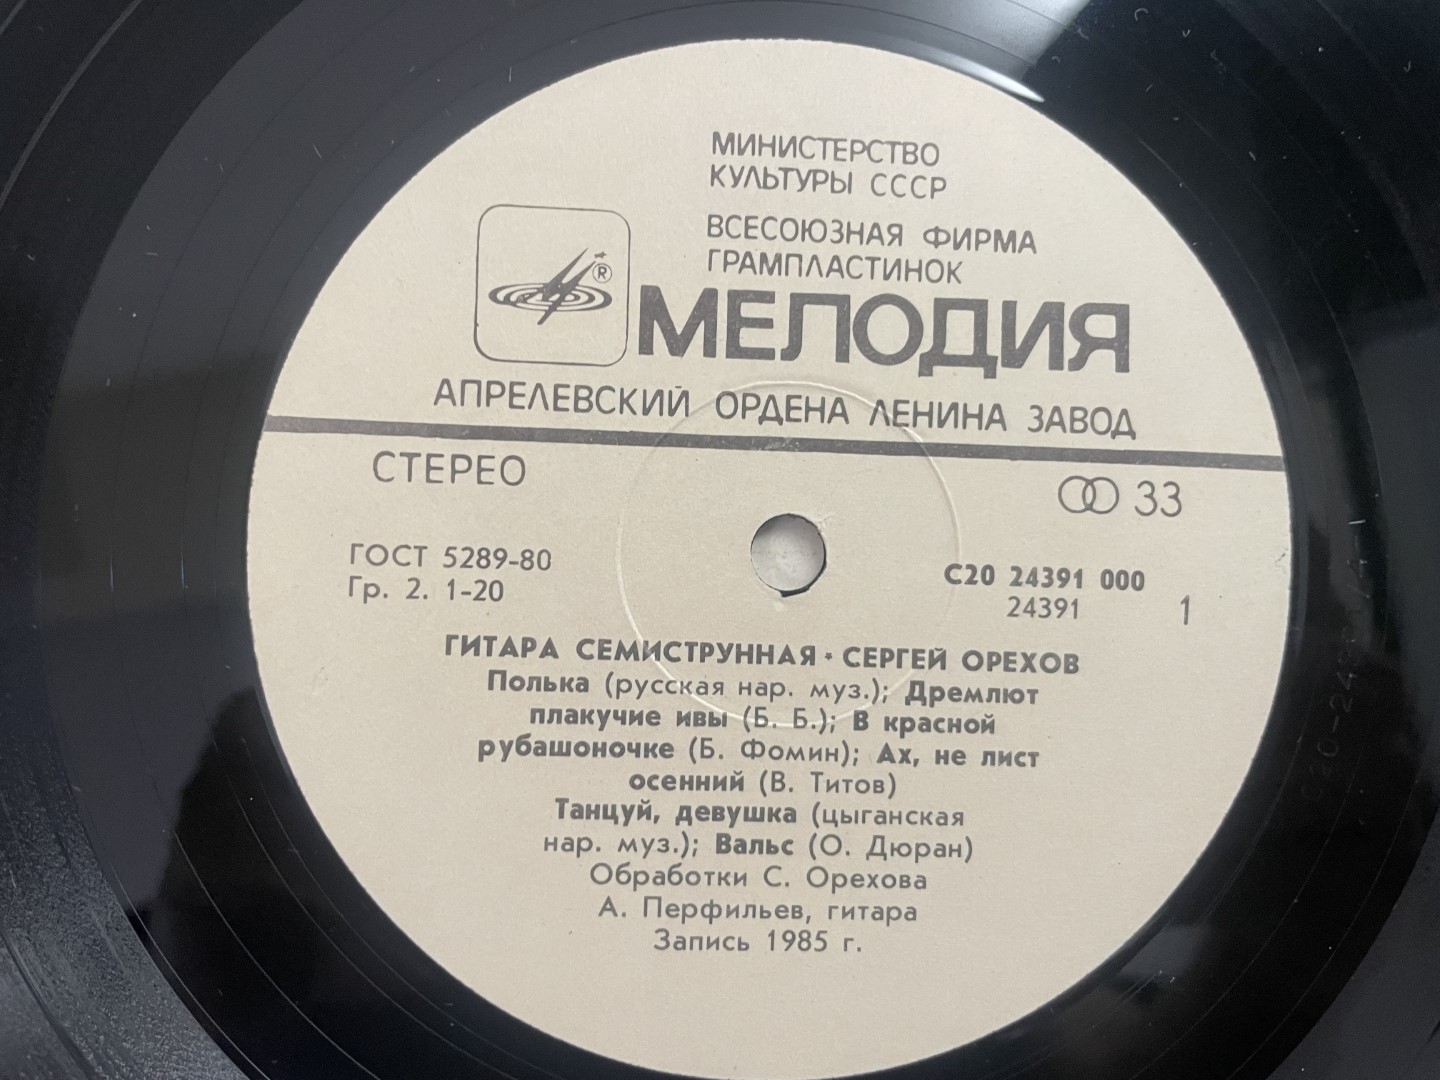 МИНИСТЕРСТВО
КУЛЬТУРЫ СССР
ВСЕСОЮЗНАЯ ФИРМА
ГРАМПЛАСТИНОК
®
МЕЛОДИЯ
АПРЕЛЕВСКИЙ ОРДЕНА ЛЕНИНА ЗАВОД
СТЕРЕО
33
ГОСТ 5289-80
Гр. 2. 1-20
С20 24391 000
24391
1
ГИТАРА СЕМИСТРУННАЯ • СЕРГЕЙ ОРЕХОВ
Полька (русская нар. муз.); Дремлют
плакучие ивы (Б. Б.); В красной
рубашоночке (Б. Фомин); Ах, не лист
осенний (В. Титов)
Танцуй, девушка (цыганская
нар. муз.); Вальс (О. Дюран)
Обработки С. Орехова
А. Перфильев, гитара
Запись 1985 г.